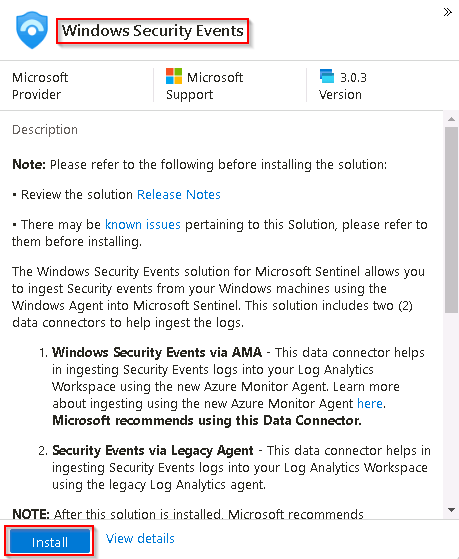 »
Windows Security Events
Microsoft
Provider
Microsoft
Support
3.0.3
Version
Description
Note: Please refer to the following before installing the solution:
• Review the solution Release Notes
• There may be known issues pertaining to this Solution, please refer to
them before installing.
The Windows Security Events solution for Microsoft Sentinel allows you
to ingest Security events from your Windows machines using the
Windows Agent into Microsoft Sentinel. This solution includes two (2)
data connectors to help ingest the logs.
1. Windows Security Events via AMA - This data connector helps
in ingesting Security Events logs into your Log Analytics
Workspace using the new Azure Monitor Agent. Learn more
about ingesting using the new Azure Monitor Agent here.
Microsoft recommends using this Data Connector.
2. Security Events via Legacy Agent - This data connector helps in
ingesting Security Events logs into your Log Analytics Workspace
using the legacy Log Analytics agent.
NOTE: After this solution is installed, Microsoft recommends
Install
View details